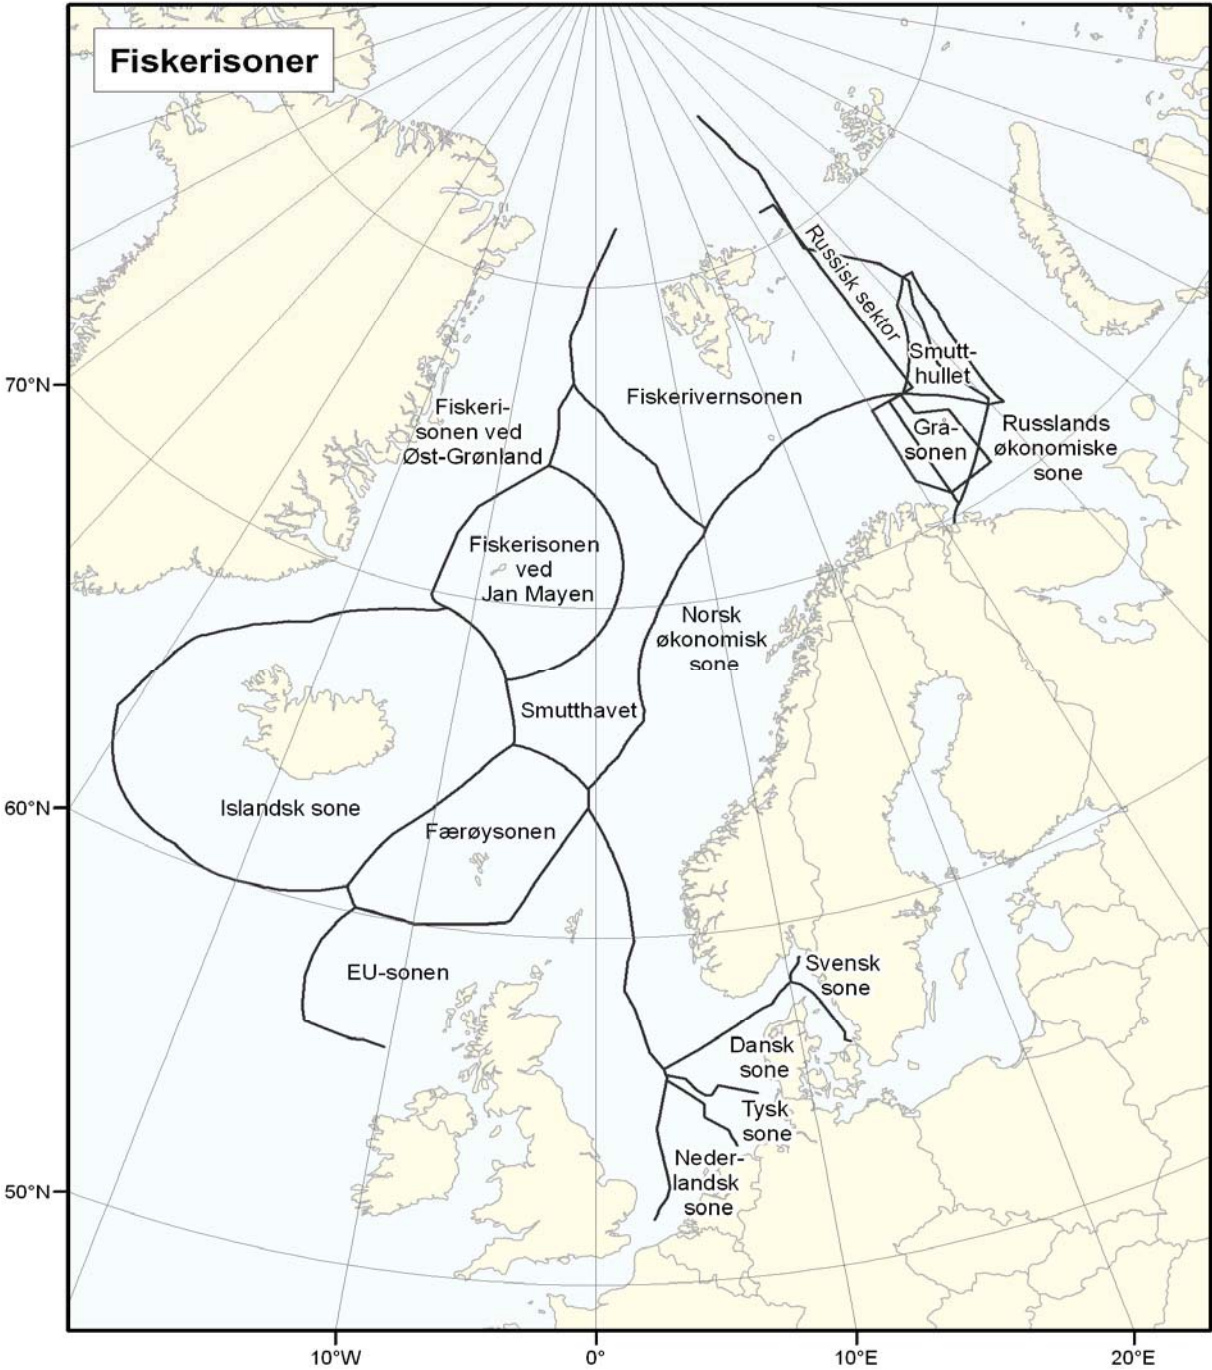 Fiskerisoner
Russisk sektor
Smutt-
hullet
Fiskerivernsonen
Fiskeri-
sonen ved
Øst-Grønland
Grå-
sonen
Russlands
økonomiske
sone
70°N
Fiskerisonen
ved
Jan Mayen
Norsk
økonomisk
sone
Smutthavet
60°N
Islandsk sone
Færøysonen
EU-sonen
Svensk
sone
Dansk
sone
Tysk
sone
Neder-
landsk
sone
50°N
10°W
0°
10°E
20°E